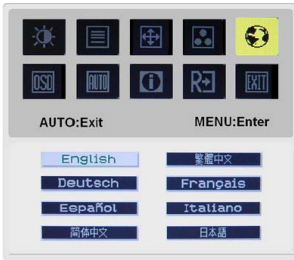 OSD AUTO i R EXIT
AUTO:Exit MENU:Enter
English 繁體中文
Deutsch Français
Español Italiano
简体中文 日本語